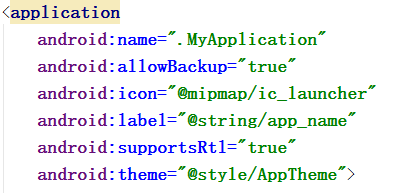 <application
android:name=".MyApplication"
android:allowBackup="true"
android:icon="@mipmap/ic_launcher"
android:label="@string/app_name"
android:supportsRtl="true"
android:theme="@style/AppTheme">